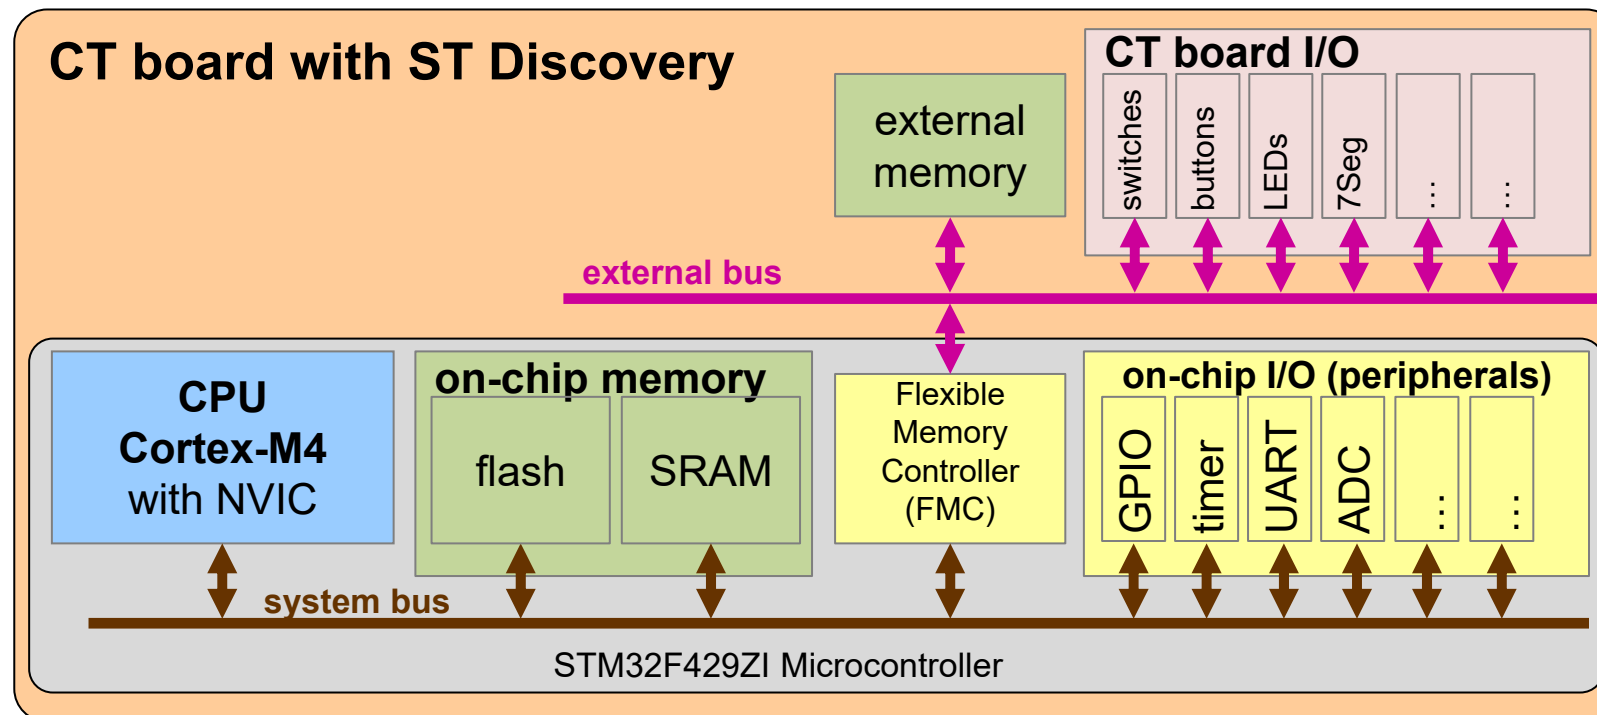 CT board with ST Discovery
external
memory
CT board I/O
switches
buttons
LEDs
7Seg
...
...
external bus
CPU
Cortex-M4
with NVIC
on-chip memory
flash
SRAM
Flexible
Memory
Controller
(FMC)
on-chip I/O (peripherals)
GPIO
timer
UART
ADC
...
...
system bus
STM32F429ZI Microcontroller